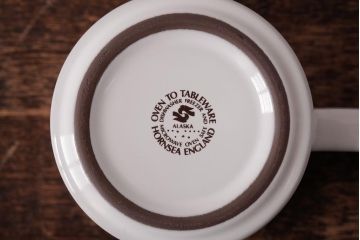 OVEN TO TABLEWARE
DISHWASHER FREEZER AND
ALASKA
MICROWAVE OVEN SAFE
HORNSEA ENGLAND